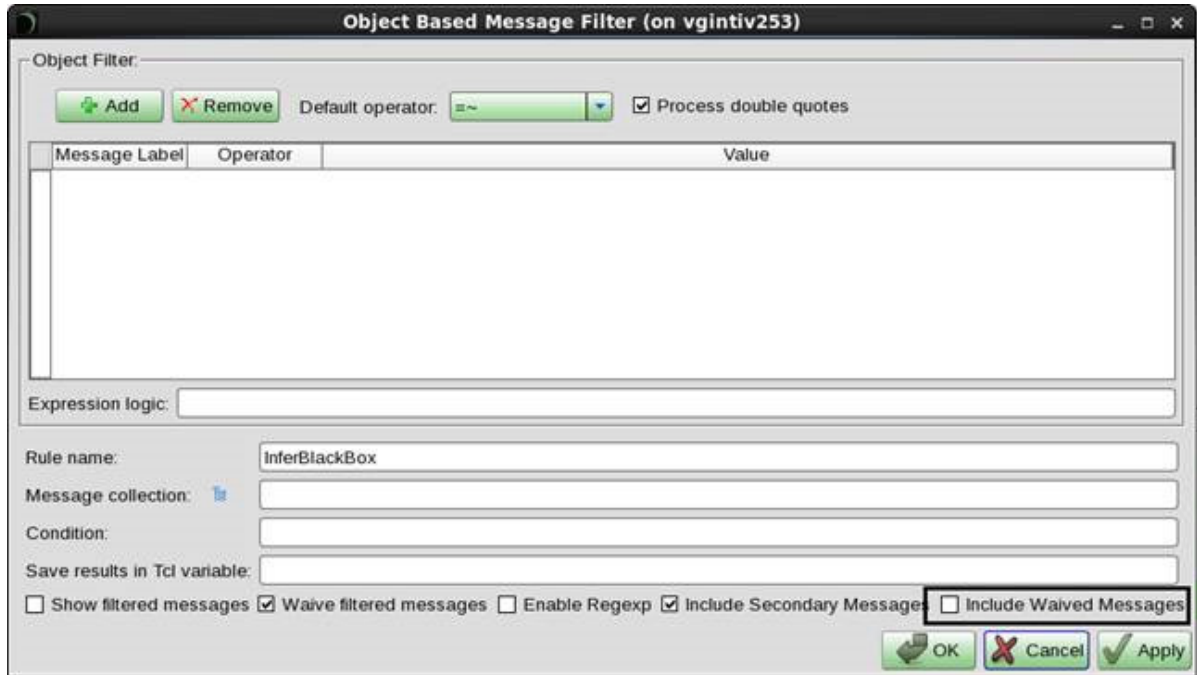 Object Based Message Filter (on vgintiv253)
Object Filter:
Add Remove Default operator: =~ Process double quotes
Message Label Operator Value
Expression logic:
Rule name: InferBlackBox
Message collection:
Condition:
Save results in Tcl variable:
Show filtered messages Waive filtered messages Enable Regexp Include Secondary Messages Include Waived Messages
OK Cancel Apply